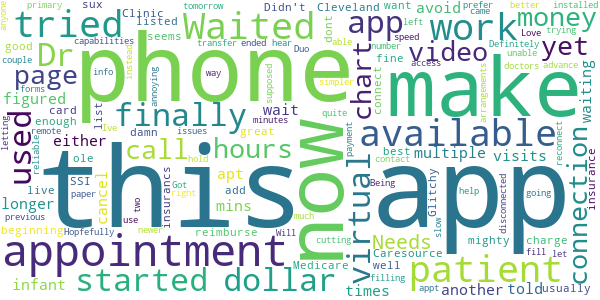 sux Waited Clinic Cleveland Didn't Duo tomorrow want anyone prefer installed
tried Dr phone app work money yet
listed seems transfer ended hear number couple Definitely left came better Love trying
dont able capabilities info annoying instead
good forms page way supposed video connect fine speed access simpler unable doctors advance
figured card enough list finally wait minutes chart great issues quite
make
used letting remote damn hours available
either call best multiple visits arrangements waiting
reliable ole Ive hold two payment contact reconnect
this app now
longer live SSI paper apt insurancs add mins cancel virtual Caresource Being Glitchy help disconnected slow going
beginning previous use Got right newer reimburse much Medicare mighty well cutting charge fill let insurance connection
appointment patient
infant started dollar Will Hopefully times another told usually filling appt
Needs avoid primary